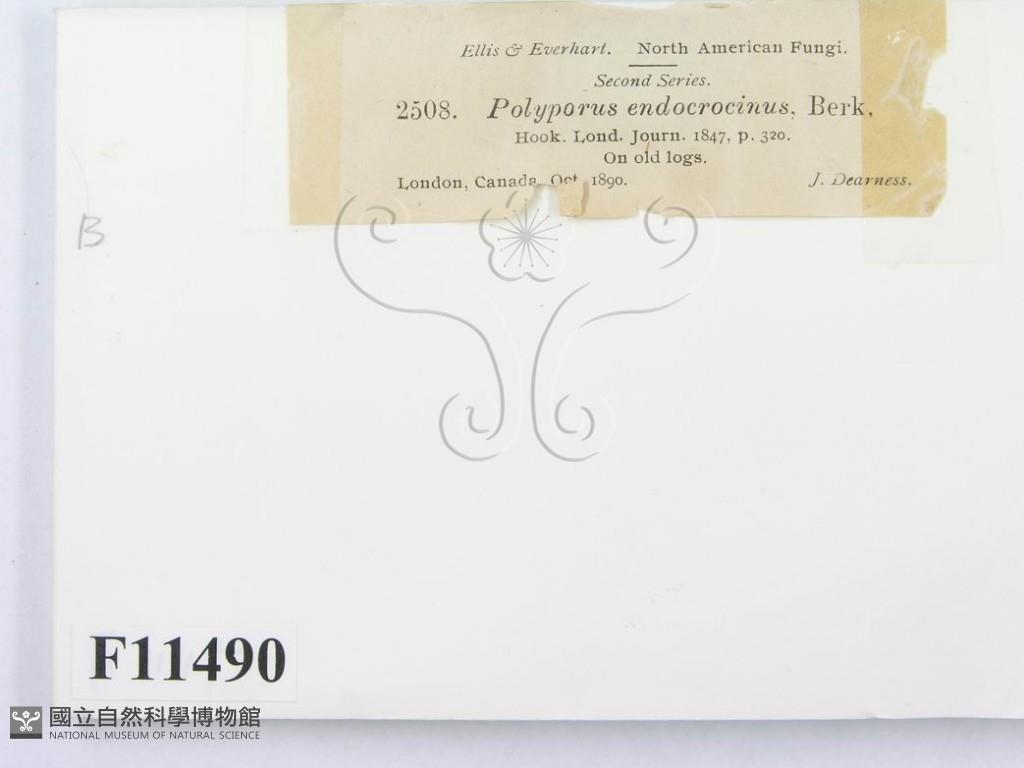 Ellis & Everhart. North American Fungi.
Second Series.
2508. Polyporus endocrocinus, Berk,
Hook. Lond. Journ. 1847, p. 320.
On old logs.
London, Canada, Oct. 1890. J. Dearness.
B
F11490
國立自然科學博物館
NATIONAL MUSEUM OF NATURAL SCIENCE